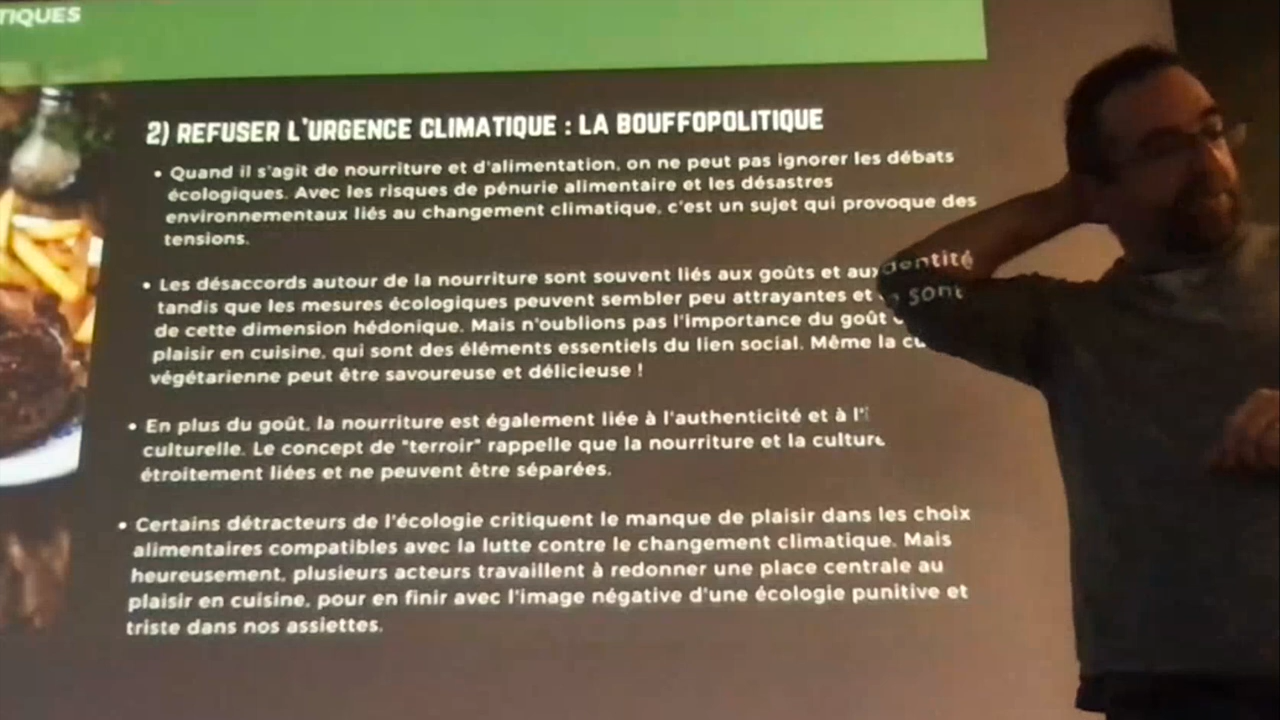 TIQUES
2) REFUSER L'URGENCE CLIMATIQUE : LA BOUFFOPOLITIQUE
• Quand il s'agit de nourriture et d'alimentation, on ne peut pas ignorer les débats
écologiques. Avec les risques de pénurie alimentaire et les désastres
environnementaux liés au changement climatique, c'est un sujet qui provoque des
tensions.
• Les désaccords autour de la nourriture sont souvent liés aux goûts et aux
tandis que les mesures écologiques peuvent sembler peu attrayantes et
de cette dimension hédonique. Mais n'oublions pas l'importance du goût
plaisir en cuisine, qui sont des éléments essentiels du lien social. Même la cu
végétarienne peut être savoureuse et délicieuse !
• En plus du goût, la nourriture est également liée à l'authenticité et à l'identité
culturelle. Le concept de "terroir" rappelle que la nourriture et la culture sont
étroitement liées et ne peuvent être séparées.
• Certains détracteurs de l'écologie critiquent le manque de plaisir dans les choix
alimentaires compatibles avec la lutte contre le changement climatique. Mais
heureusement, plusieurs acteurs travaillent à redonner une place centrale au
plaisir en cuisine, pour en finir avec l'image négative d'une écologie punitive et
triste dans nos assiettes.